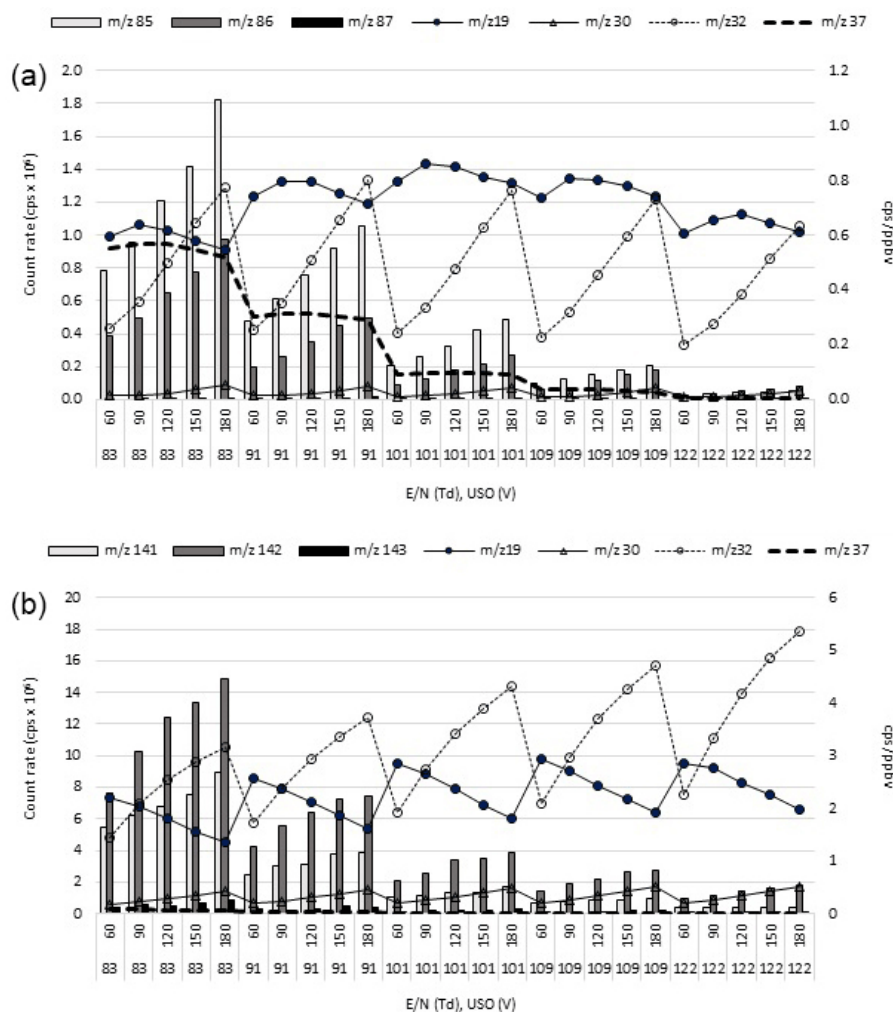 m/z 85 m/z 86 m/z 87 m/z19 m/z 30 m/z32 m/z 37
(a)
2.0 1.2
1.8
1.6 1.0
1.4
1.2 0.8
1.0 0.6
0.8
0.6 0.4
0.4 0.2
0.2
0.0 0.0
Count rate (cps x 10⁶)
cps/ppbv
60 90 120 150 180 60 90 120 150 180 60 90 120 150 180 60 90 120 150 180 60 90 120 150 180
83 83 83 83 83 91 91 91 91 91 101 101 101 101 101 109 109 109 109 109 122 122 122 122 122
E/N (Td), USO (V)
m/z 141 m/z 142 m/z 143 m/z19 m/z 30 m/z32 m/z 37
(b)
20 6
18
16 5
14 4
12
10 3
8
6 2
4 1
2
0 0
Count rate (cps x 10⁶)
cps/ppbv
60 90 120 150 180 60 90 120 150 180 60 90 120 150 180 60 90 120 150 180 60 90 120 150 180
83 83 83 83 83 91 91 91 91 91 101 101 101 101 101 109 109 109 109 109 122 122 122 122 122
E/N (Td), USO (V)